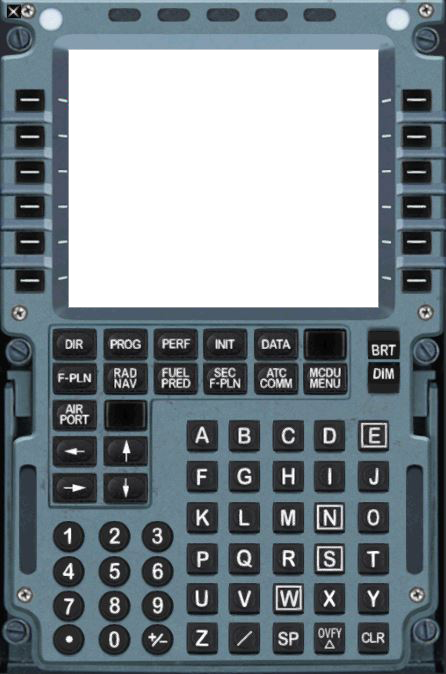 DIR PROG PERF INIT DATA BRT
F-PLN RAD NAV FUEL PRED SEC F-PLN ATC COMM MCDU MENU DIM
AIR PORT
A B C D E
F G H I J
K L M N O
1 2 3
P Q R S T
4 5 6
U V W X Y
7 8 9
Z / SP OVFY Δ CLR
. 0 +/-